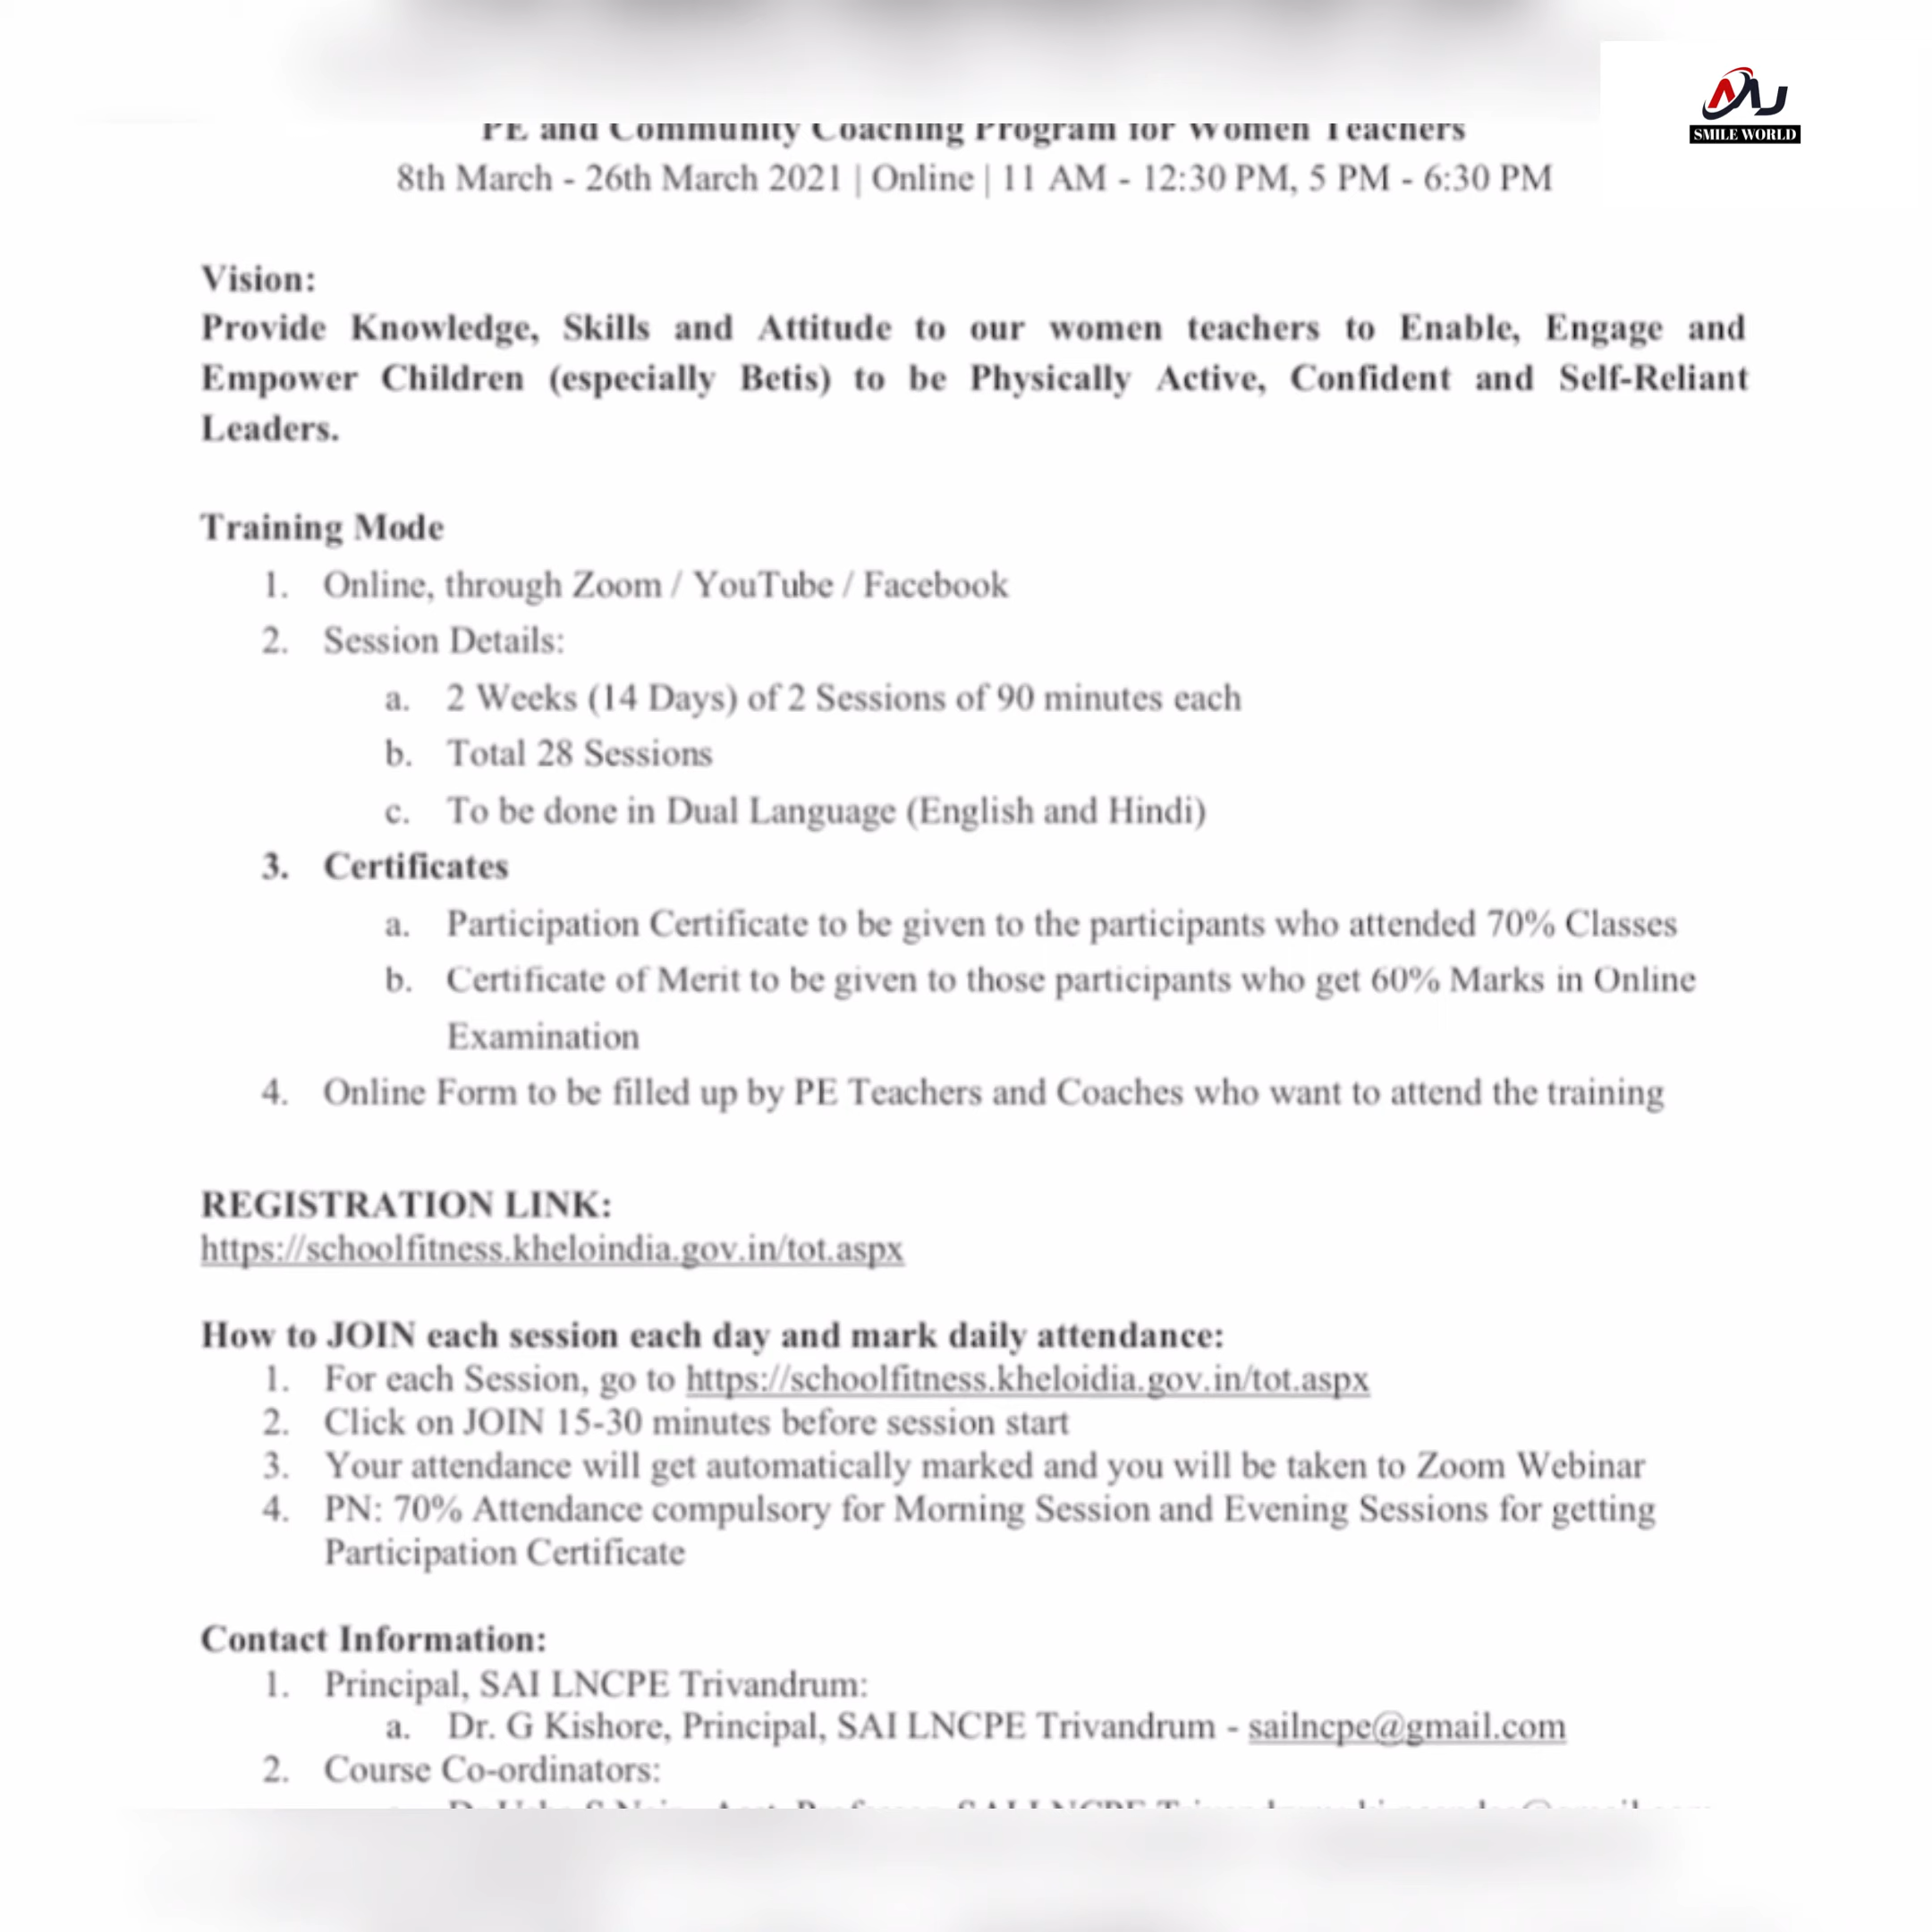 PE and Community Coaching Program for Women Teachers
8th March - 26th March 2021 | Online | 11 AM - 12:30 PM, 5 PM - 6:30 PM
SMILE WORLD
Vision:
Provide Knowledge, Skills and Attitude to our women teachers to Enable, Engage and
Empower Children (especially Betis) to be Physically Active, Confident and Self-Reliant
Leaders.
Training Mode
1. Online, through Zoom / YouTube / Facebook
2. Session Details:
a. 2 Weeks (14 Days) of 2 Sessions of 90 minutes each
b. Total 28 Sessions
c. To be done in Dual Language (English and Hindi)
3. Certificates
a. Participation Certificate to be given to the participants who attended 70% Classes
b. Certificate of Merit to be given to those participants who get 60% Marks in Online
Examination
4. Online Form to be filled up by PE Teachers and Coaches who want to attend the training
REGISTRATION LINK:
https://schoolfitness.kheloindia.gov.in/tot.aspx
How to JOIN each session each day and mark daily attendance:
1. For each Session, go to https://schoolfitness.kheloidia.gov.in/tot.aspx
2. Click on JOIN 15-30 minutes before session start
3. Your attendance will get automatically marked and you will be taken to Zoom Webinar
4. PN: 70% Attendance compulsory for Morning Session and Evening Sessions for getting
Participation Certificate
Contact Information:
1. Principal, SAI LNCPE Trivandrum:
a. Dr. G Kishore, Principal, SAI LNCPE Trivandrum - sailncpe@gmail.com
2. Course Co-ordinators: